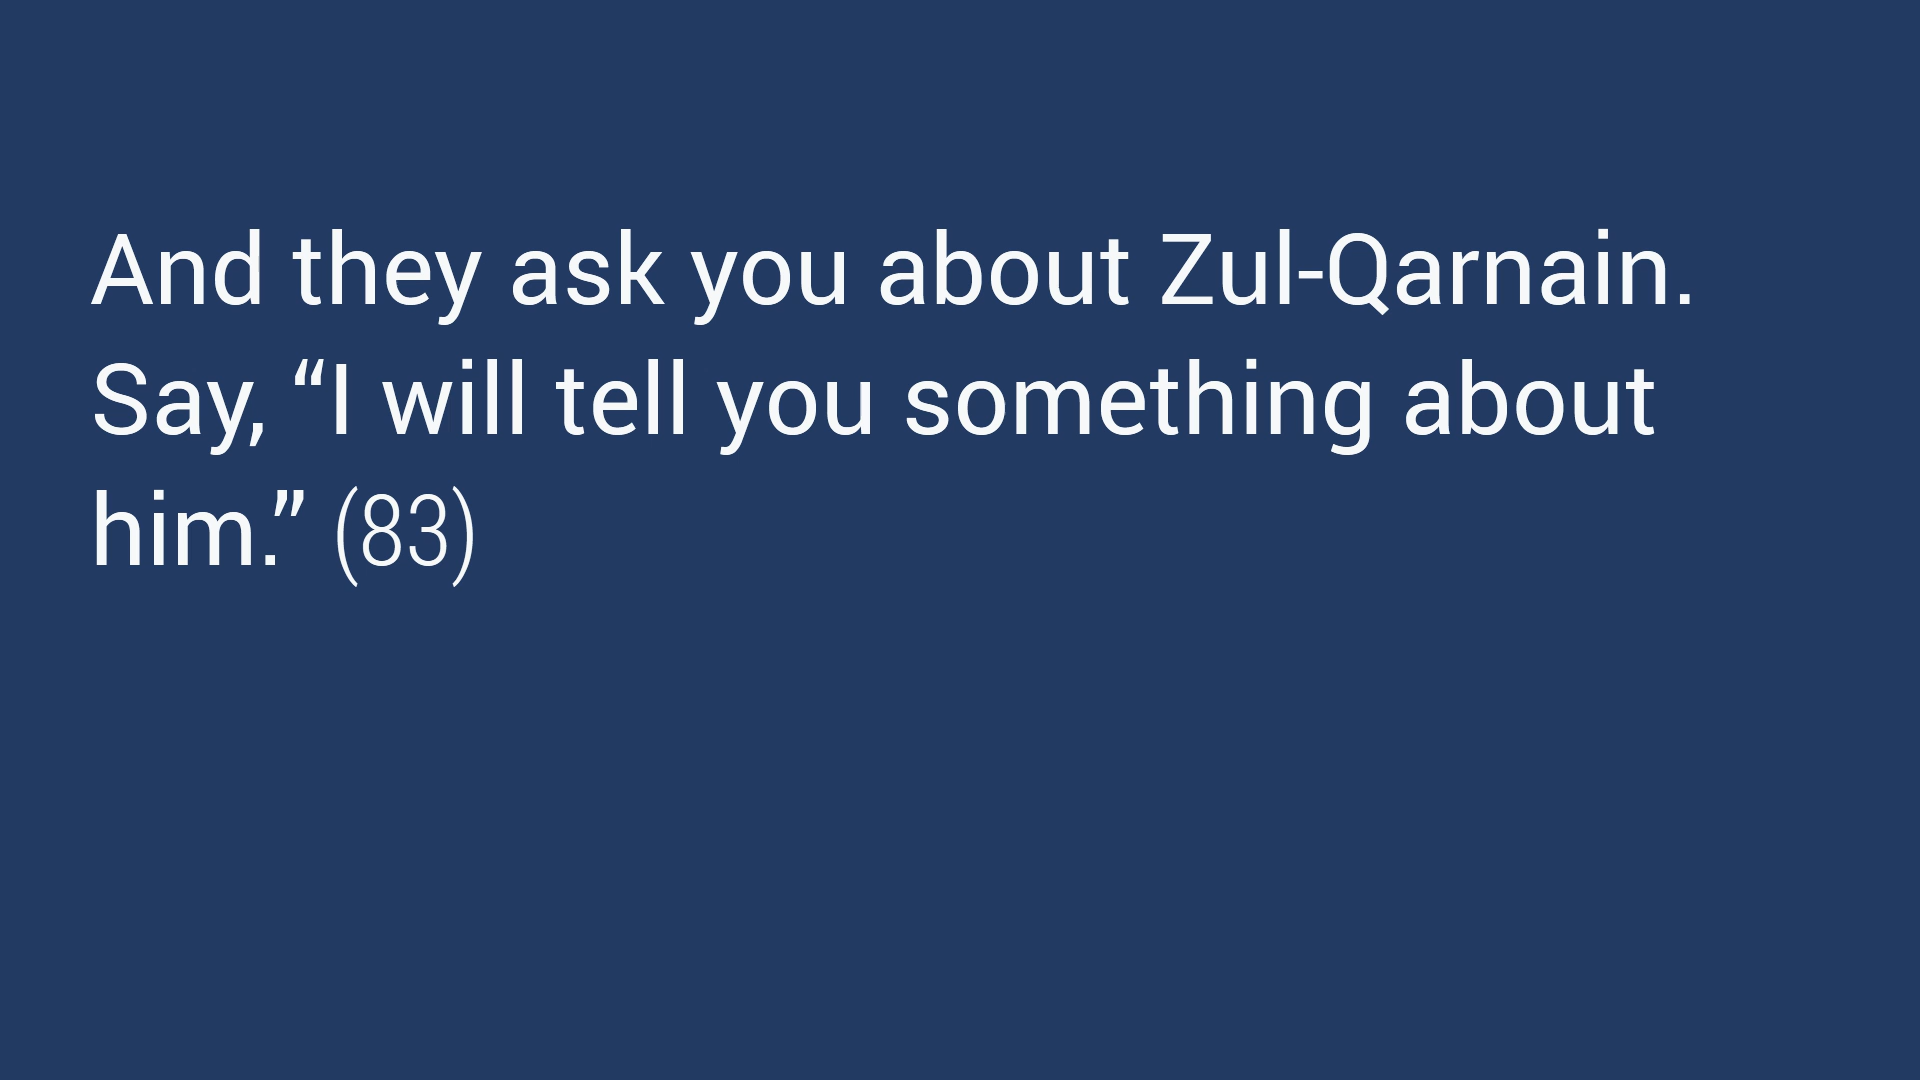 And they ask you about Zul-Qarnain.
Say, “I will tell you something about
him.” (83)